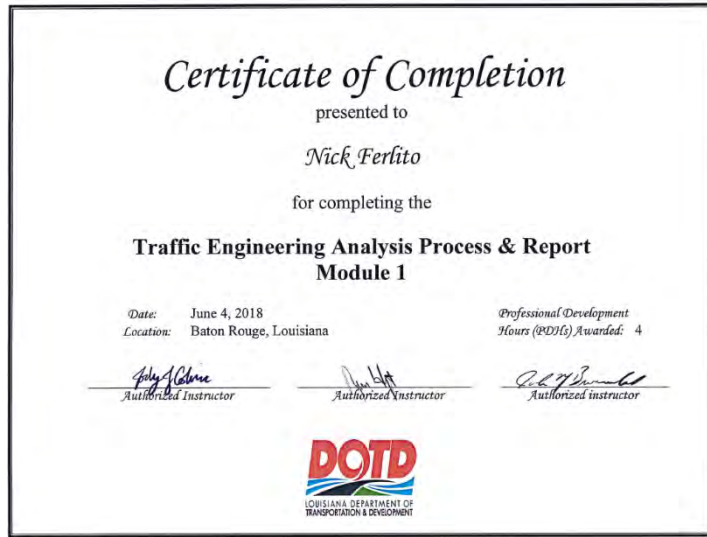 Certificate of Completion
presented to
Nick Ferlito
for completing the
Traffic Engineering Analysis Process & Report
Module 1
Date: June 4, 2018
Location: Baton Rouge, Louisiana
Professional Development
Hours (PDHs) Awarded: 4
Authorized Instructor
Authorized Instructor
Authorized instructor
DOTD
LOUISIANA DEPARTMENT OF
TRANSPORTATION & DEVELOPMENT